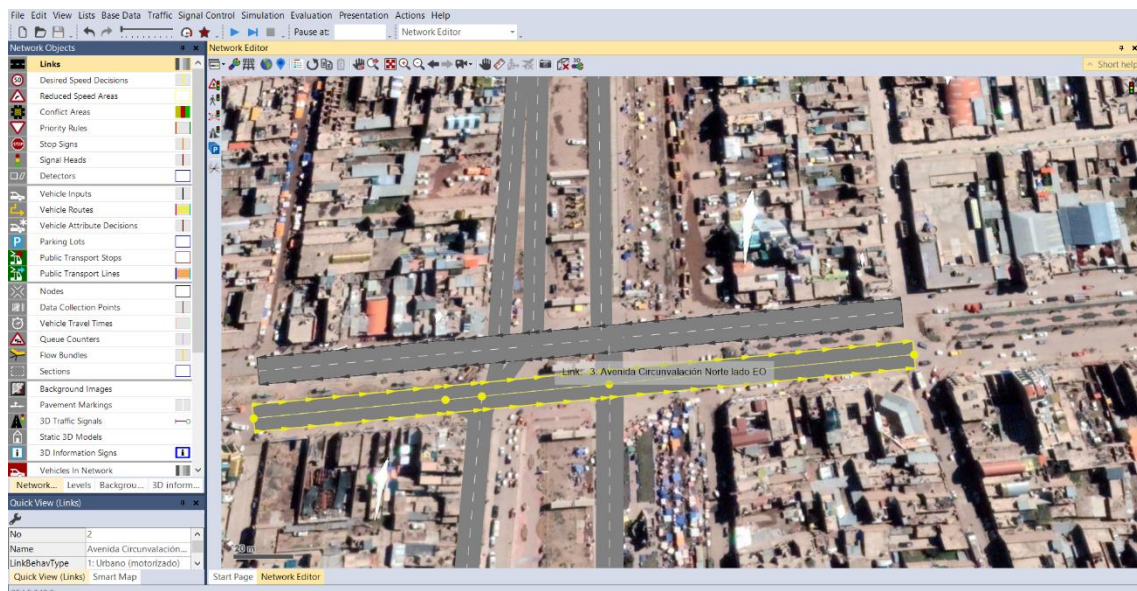 File Edit View Lists Base Data Traffic Signal Control Simulation Evaluation Presentation Actions Help
Pause at: Network Editor
Network Objects
Network Editor
Short help
Links
Desired Speed Decisions
Reduced Speed Areas
Conflict Areas
Priority Rules
Stop Signs
Signal Heads
Detectors
Vehicle Inputs
Vehicle Routes
Vehicle Attribute Decisions
Parking Lots
Public Transport Stops
Public Transport Lines
Nodes
Data Collection Points
Vehicle Travel Times
Queue Counters
Flow Bundles
Sections
Background Images
Pavement Markings
3D Traffic Signals
Static 3D Models
3D Information Signs
Vehicles In Network
Network... Levels Backgrou... 3D inform...
Link: 3 Avenida Circunvalación Norte lado EO
Quick View (Links)
No 2
Name Avenida Circunvalación...
LinkBehavType 1: Urbano (motorizado)
Quick View (Links) Smart Map
Start Page Network Editor